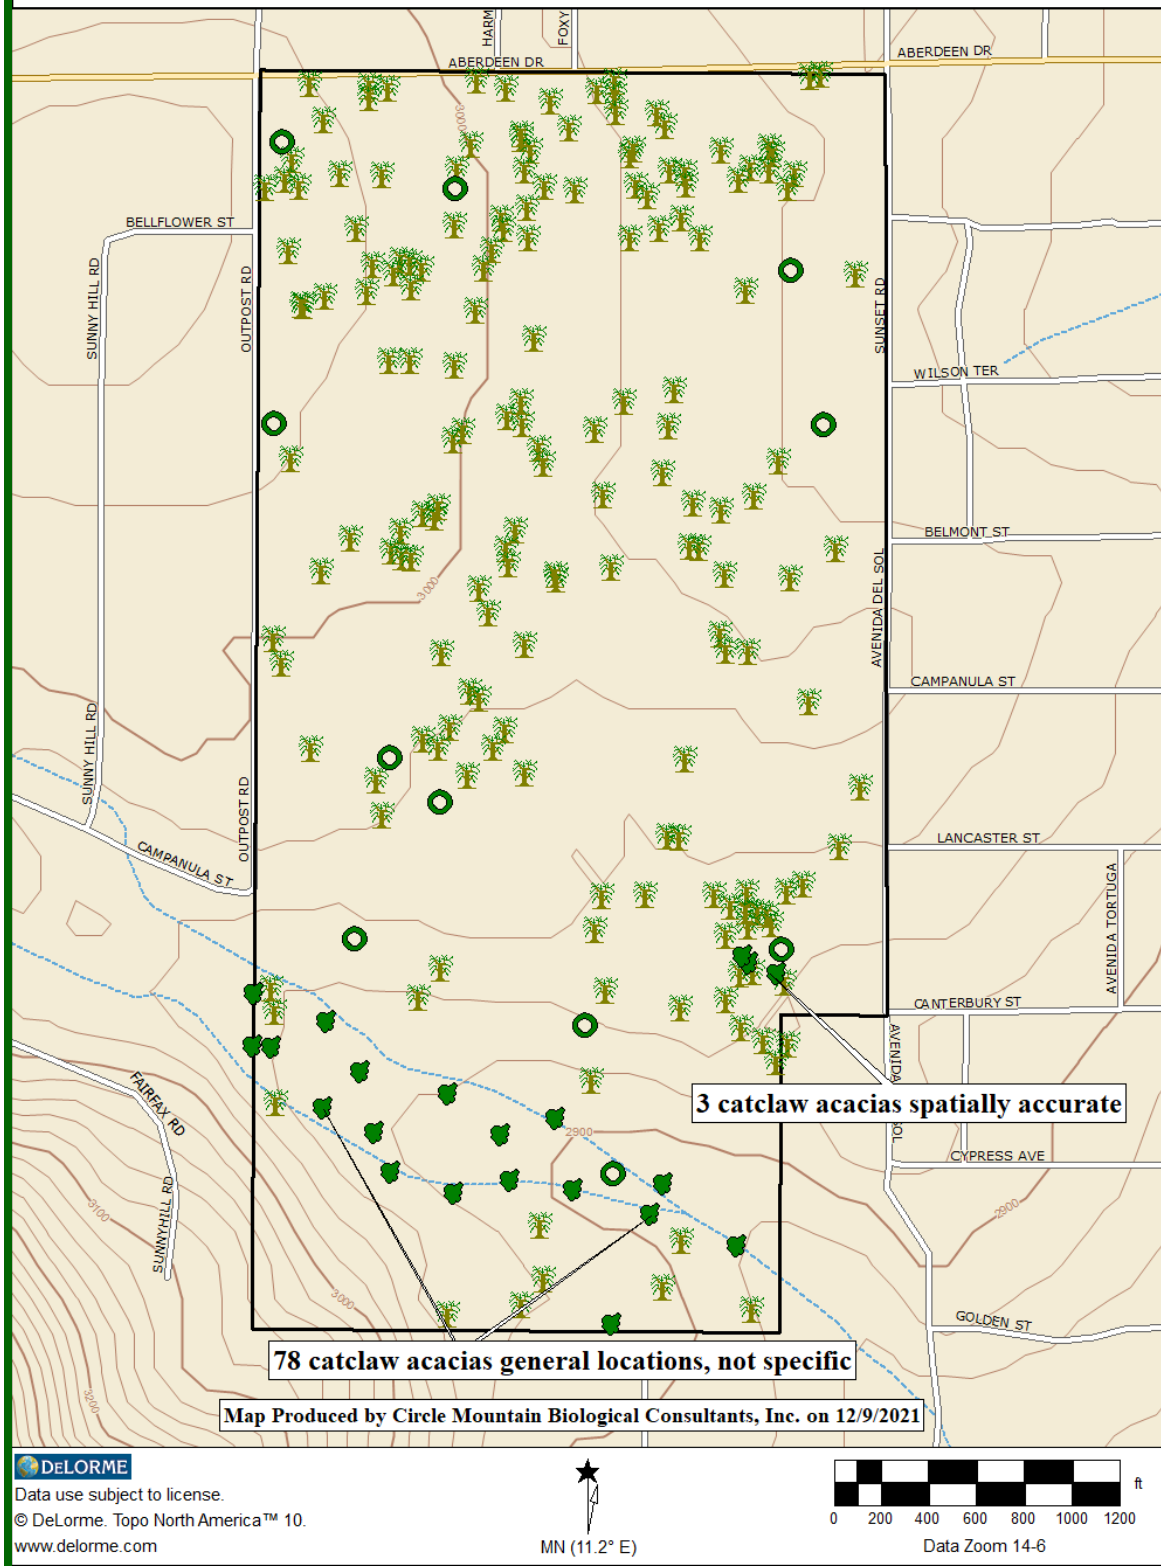 HARM
FOXY
ABERDEEN DR
ABERDEEN DR
3000
BELLFLOWER ST
SUNNY HILL RD
OUTPOST RD
SUNSET RD
WILSON TER
BELMONT ST
3000
AVENIDA DEL SOL
CAMPANULA ST
SUNNY HILL RD
OUTPOST RD
LANCASTER ST
CAMPANULA ST
AVENIDA TORTUGA
CANTERBURY ST
AVENIDA
SOL
FAIRFAX RD
3 catclaw acacias spatially accurate
2900
CYPRESS AVE
SUNNYHILL RD
3100
2900
3000
GOLDEN ST
78 catclaw acacias general locations, not specific
3200
Map Produced by Circle Mountain Biological Consultants, Inc. on 12/9/2021
DELORME
Data use subject to license.
© DeLorme. Topo North America™ 10.
www.delorme.com
MN (11.2° E)
ft
0 200 400 600 800 1000 1200
Data Zoom 14-6